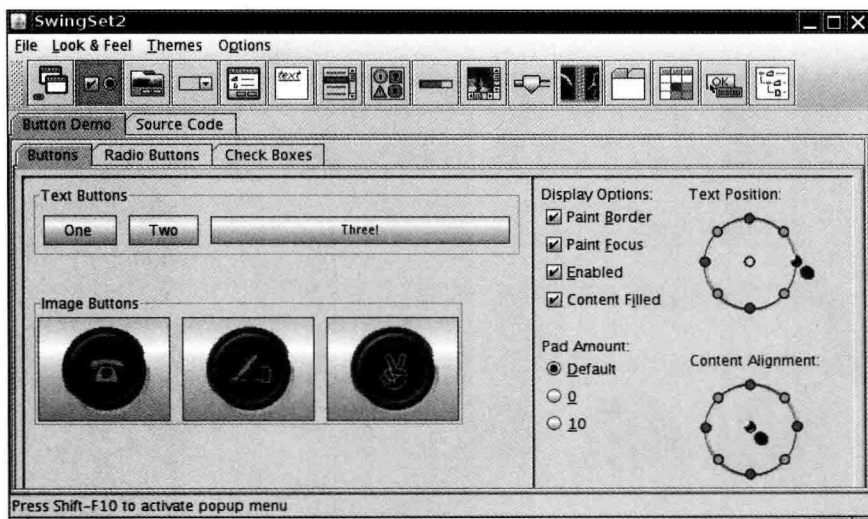 SwingSet2
File Look & Feel Themes Options
text
OK
Button Demo Source Code
Buttons Radio Buttons Check Boxes
Text Buttons
One Two Three!
Image Buttons
Display Options:
Paint Border
Paint Focus
Enabled
Content Filled
Text Position:
Pad Amount:
Default
0
10
Content Alignment:
Press Shift-F10 to activate popup menu